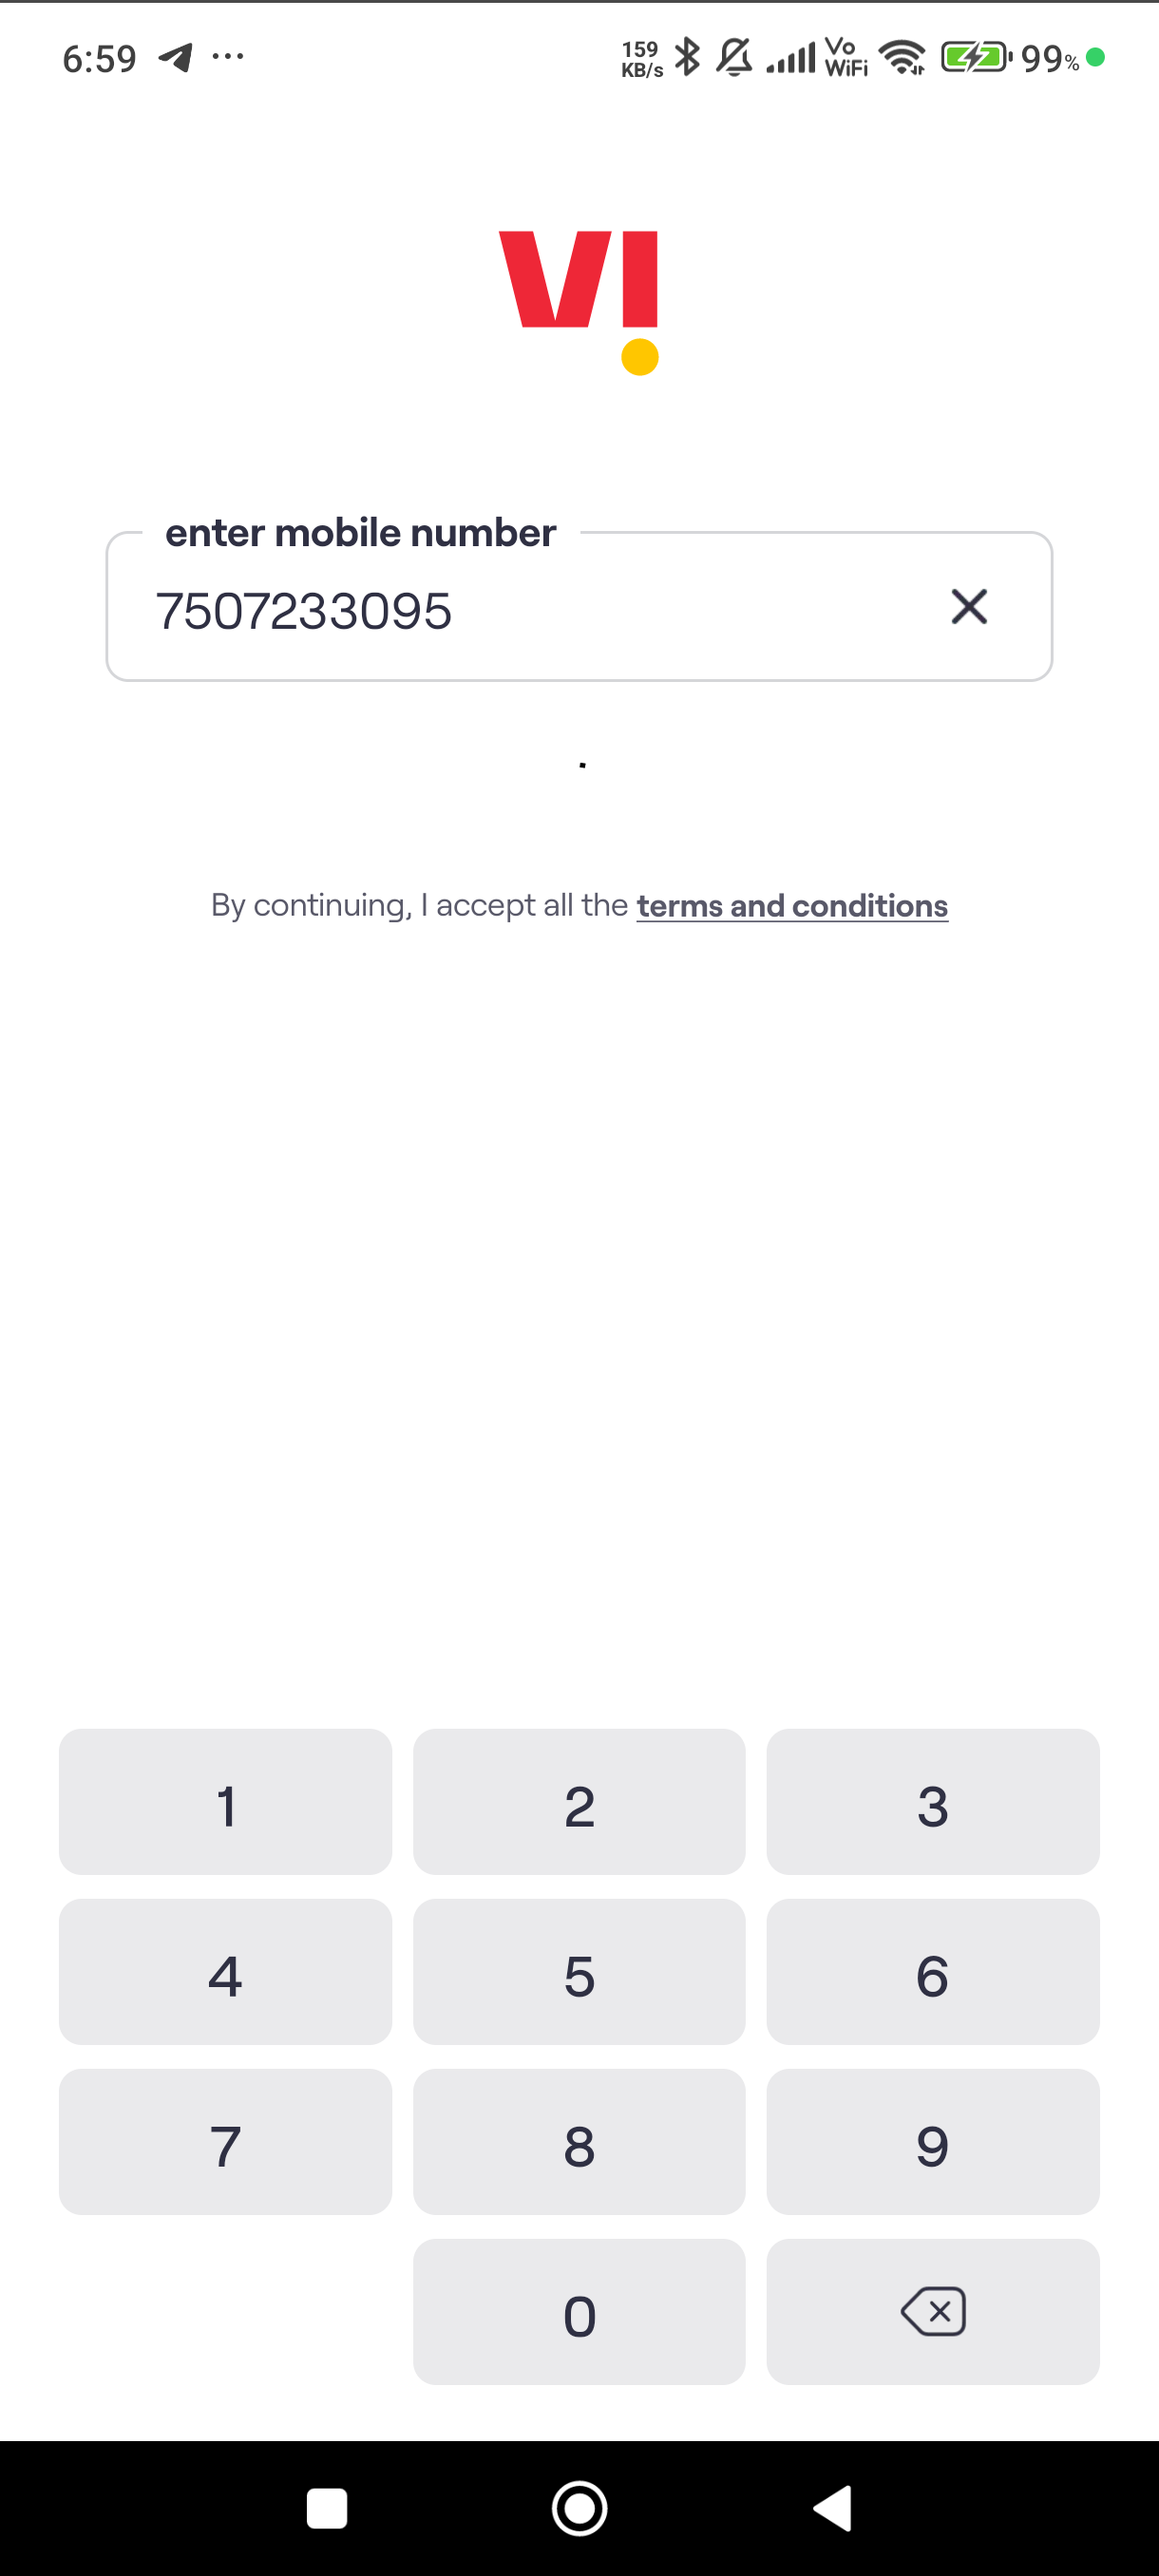 6:59 ... 159 KB/s Vo WiFi 99%
VI
enter mobile number
7507233095
By continuing, I accept all the terms and conditions
1 2 3
4 5 6
7 8 9
0